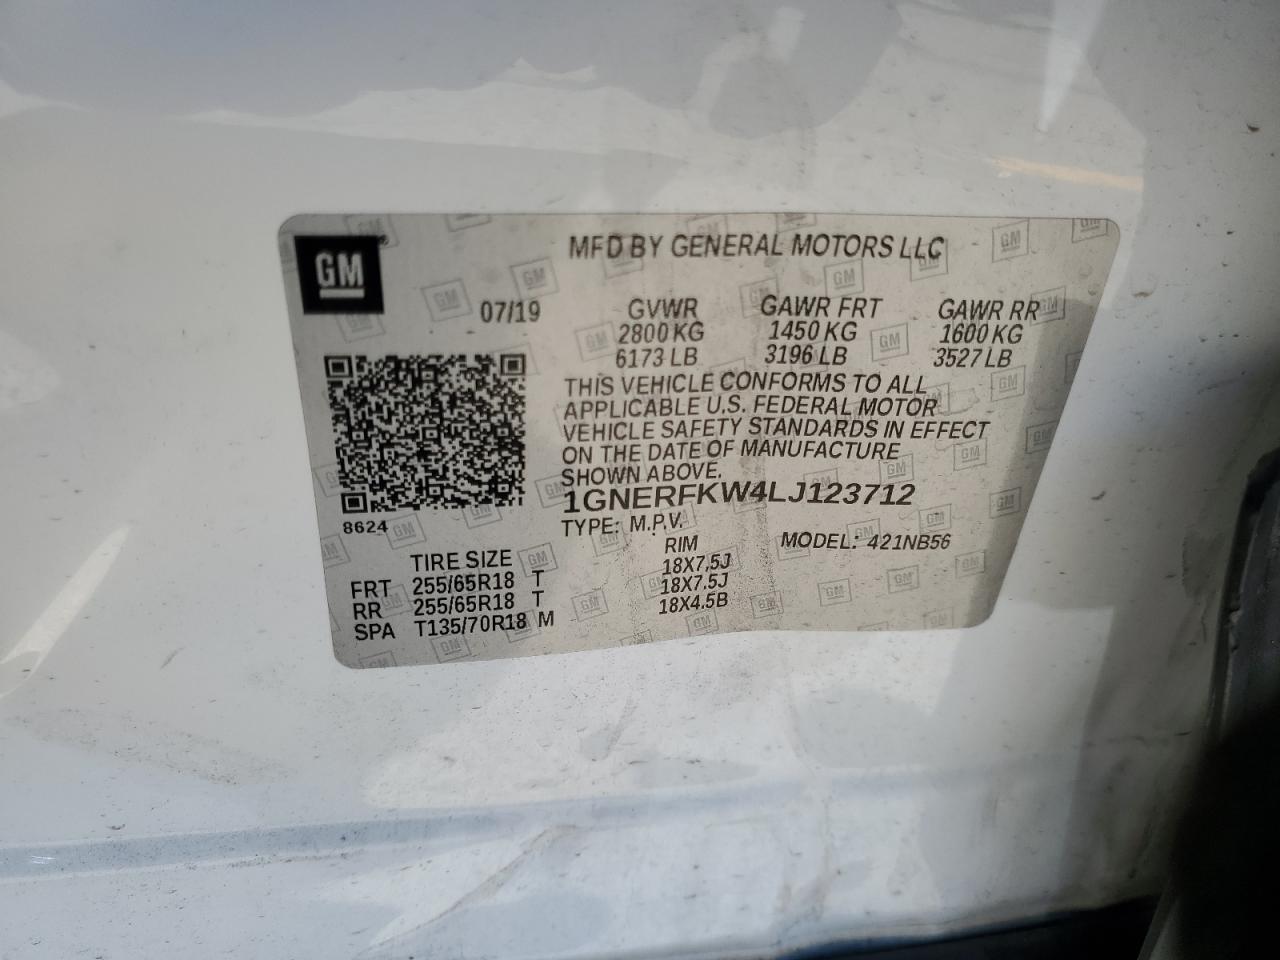 GM
MFD BY GENERAL MOTORS LLC
07/19 GVWR GAWR FRT GAWR RR
2800 KG 1450 KG 1600 KG
6173 LB 3196 LB 3527 LB
THIS VEHICLE CONFORMS TO ALL
APPLICABLE U.S. FEDERAL MOTOR
VEHICLE SAFETY STANDARDS IN EFFECT
ON THE DATE OF MANUFACTURE
SHOWN ABOVE.
1GNERFKW4LJ123712
8624
TYPE: M.P.V. MODEL: 421NB56
TIRE SIZE RIM
FRT 255/65R18 T 18X7.5J
RR 255/65R18 T 18X7.5J
SPA T135/70R18 M 18X4.5B